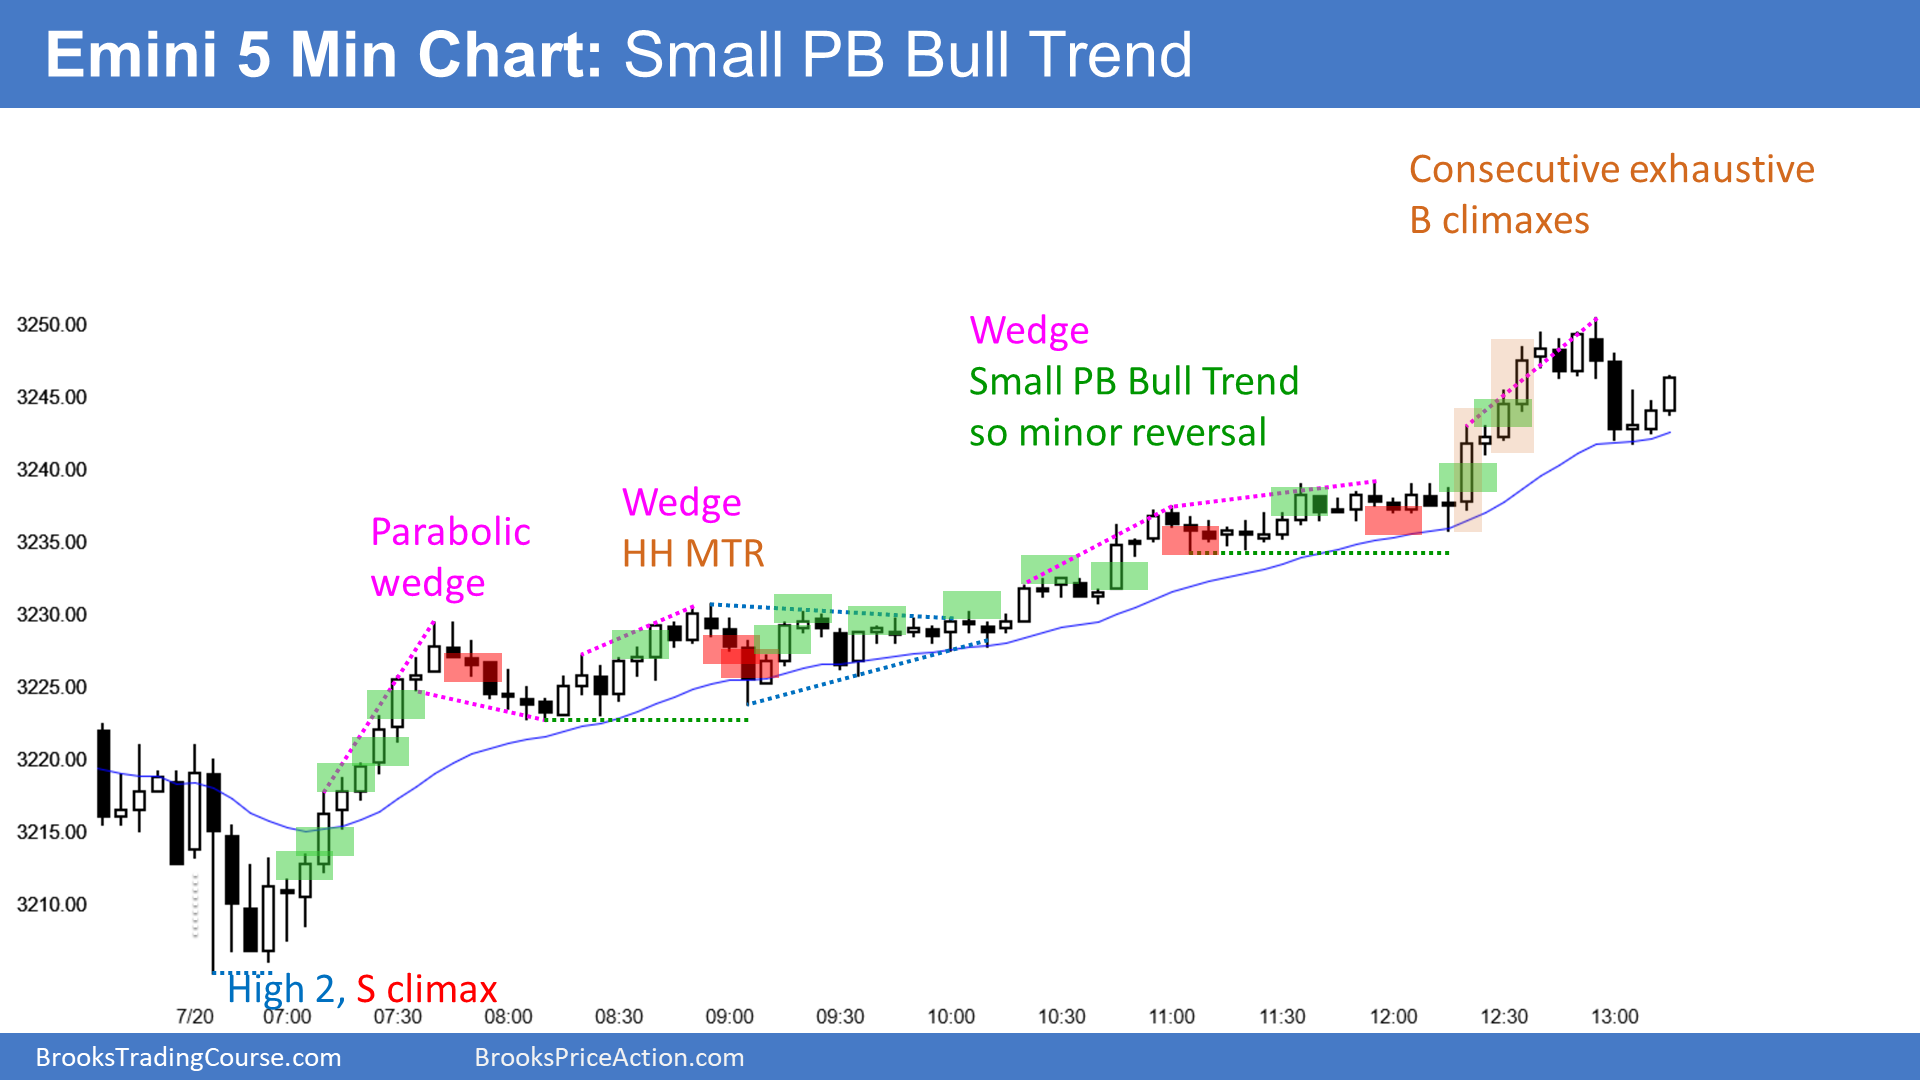 Emini 5 Min Chart: Small PB Bull Trend
Consecutive exhaustive
B climaxes
Wedge
Small PB Bull Trend
so minor reversal
Wedge
HH MTR
Parabolic
wedge
High 2, S climax
3250.00
3245.00
3240.00
3235.00
3230.00
3225.00
3220.00
3215.00
3210.00
7/20 07:00 07:30 08:00 08:30 09:00 09:30 10:00 10:30 11:00 11:30 12:00 12:30 13:00
BrooksTradingCourse.com BrooksPriceAction.com